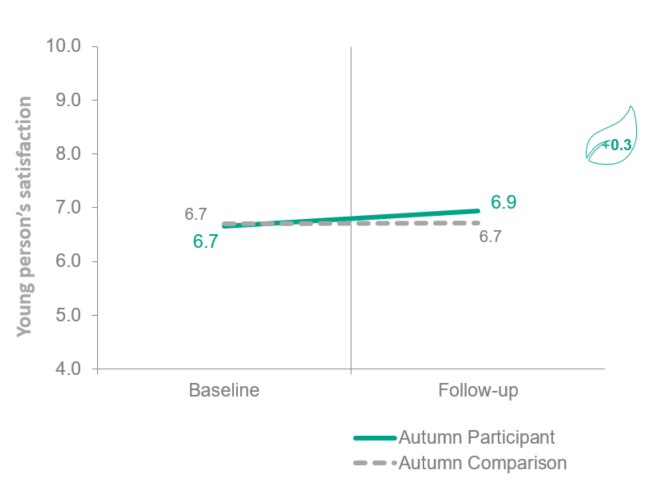 Young person's satisfaction
10.0
9.0
8.0
7.0
6.0
5.0
4.0
6.7
6.7
6.9
6.7
+0.3
Baseline
Follow-up
Autumn Participant
Autumn Comparison